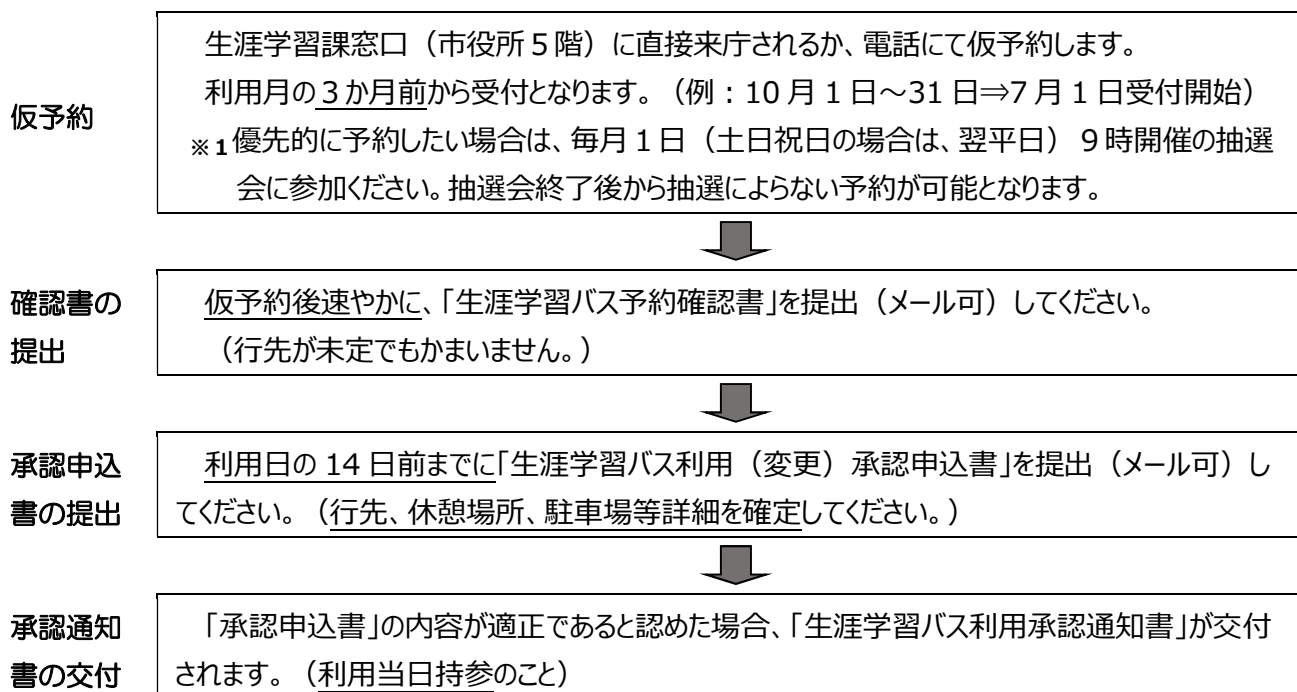 仮予約
生涯学習課窓口（市役所５階）に直接来庁されるか、電話にて仮予約します。
利用月の３か月前から受付となります。（例：10 月 1 日～31 日⇒7 月 1 日受付開始）
※１優先的に予約したい場合は、毎月 1 日（土日祝日の場合は、翌平日）９時開催の抽選
会に参加ください。抽選会終了後から抽選によらない予約が可能となります。
確認書の
提出
仮予約後速やかに、「生涯学習バス予約確認書」を提出（メール可）してください。
（行先が未定でもかまいません。）
承認申込
書の提出
利用日の 14 日前までに「生涯学習バス利用（変更）承認申込書」を提出（メール可）し
てください。（行先、休憩場所、駐車場等詳細を確定してください。）
承認通知
書の交付
「承認申込書」の内容が適正であると認めた場合、「生涯学習バス利用承認通知書」が交付
されます。（利用当日持参のこと）